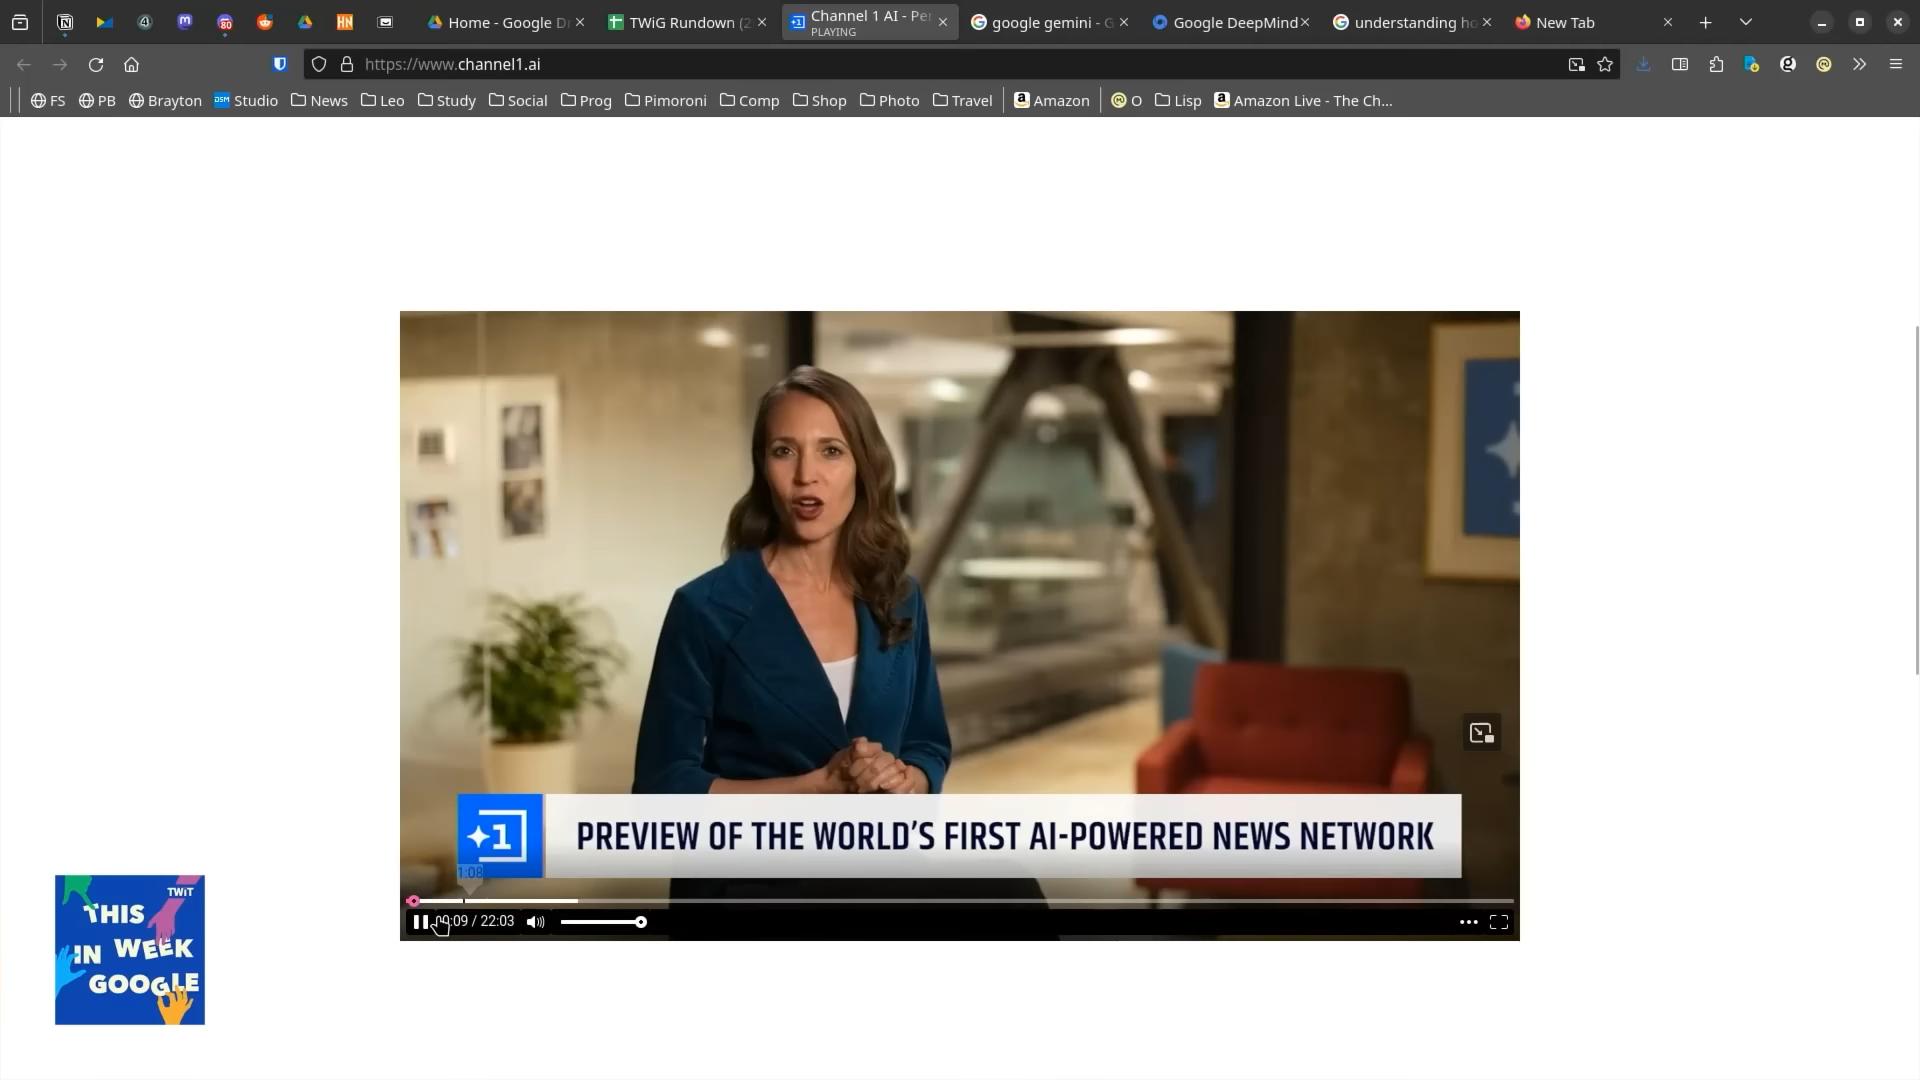 Home - Google Dr
TWiG Rundown (2
Channel 1 AI - Per
PLAYING
google gemini - G
Google DeepMind
understanding ho
New Tab
https://www.channel1.ai
FS
PB
Brayton
DSM
Studio
News
Leo
Study
Social
Prog
Pimoroni
Comp
Shop
Photo
Travel
Amazon
O
Lisp
Amazon Live - The Ch...
+1
PREVIEW OF THE WORLD'S FIRST AI-POWERED NEWS NETWORK
1:08
00:09 / 22:03
TWiT
THIS
IN WEEK
GOOGLE